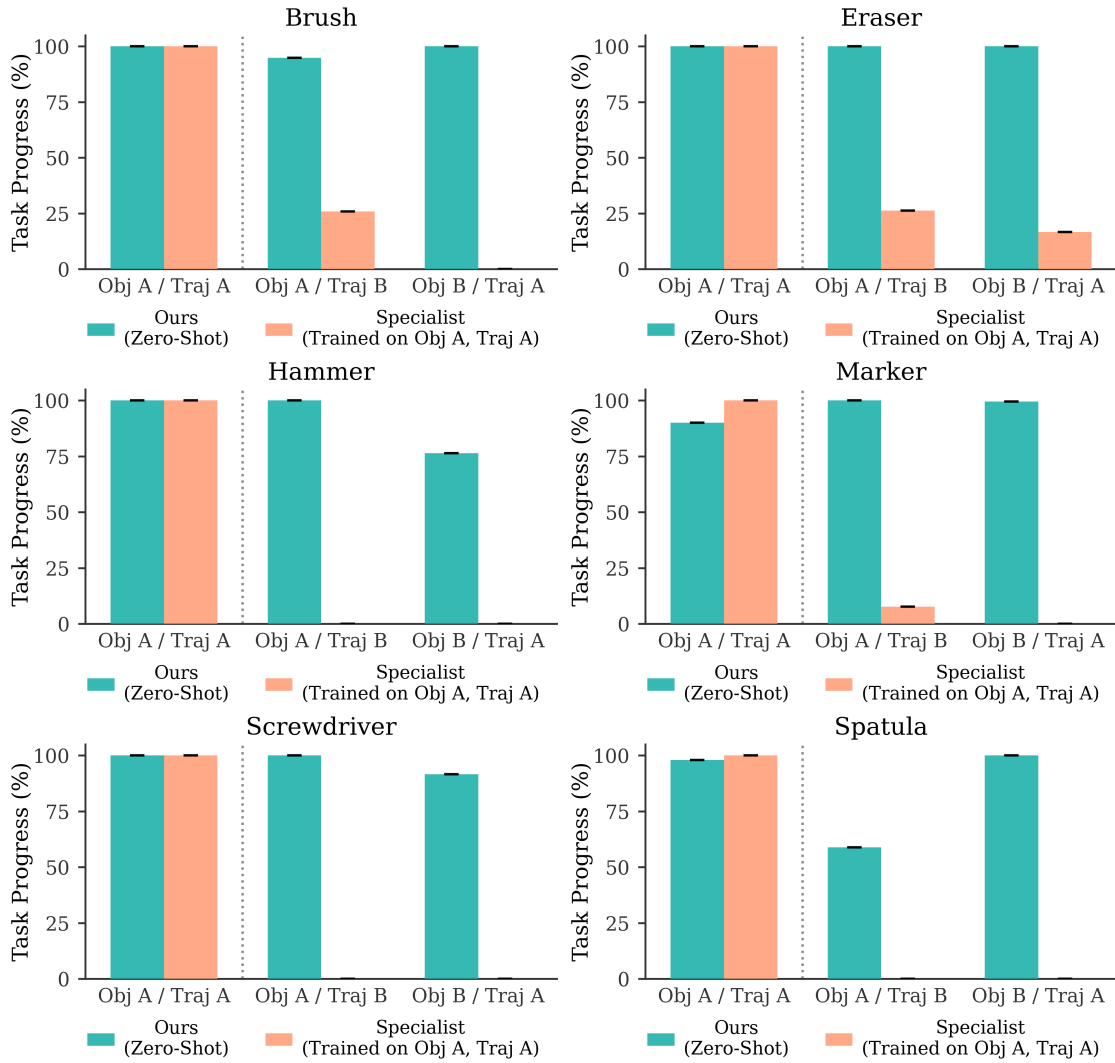 Brush
Task Progress (%)
100
75
50
25
0
Obj A / Traj A
Obj A / Traj B
Obj B / Traj A
Ours
(Zero-Shot)
Specialist
(Trained on Obj A, Traj A)
Eraser
Task Progress (%)
100
75
50
25
0
Obj A / Traj A
Obj A / Traj B
Obj B / Traj A
Ours
(Zero-Shot)
Specialist
(Trained on Obj A, Traj A)
Hammer
Task Progress (%)
100
75
50
25
0
Obj A / Traj A
Obj A / Traj B
Obj B / Traj A
Ours
(Zero-Shot)
Specialist
(Trained on Obj A, Traj A)
Marker
Task Progress (%)
100
75
50
25
0
Obj A / Traj A
Obj A / Traj B
Obj B / Traj A
Ours
(Zero-Shot)
Specialist
(Trained on Obj A, Traj A)
Screwdriver
Task Progress (%)
100
75
50
25
0
Obj A / Traj A
Obj A / Traj B
Obj B / Traj A
Ours
(Zero-Shot)
Specialist
(Trained on Obj A, Traj A)
Spatula
Task Progress (%)
100
75
50
25
0
Obj A / Traj A
Obj A / Traj B
Obj B / Traj A
Ours
(Zero-Shot)
Specialist
(Trained on Obj A, Traj A)